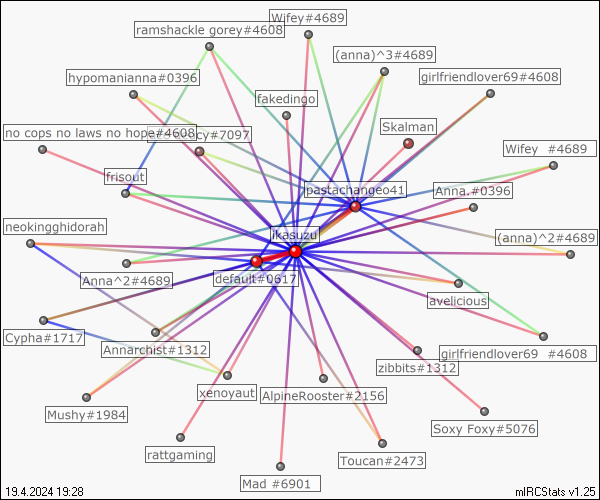 Wifey#4689
ramshackle gorey#4608
(anna)^3#4689
hypomanianna#0396
girlfriendlover69#4608
fakedingo
Skalman
no cops no laws no hope#4608
cy#7097
Wifey #4689
frisout
pastachangeo41
Anna.#0396
neokingghidorah
ikasuzu
(anna)^2#4689
Anna^2#4689
default#0617
avelicious
Cypha#1717
Annarchist#1312
girlfriendlover69 #4608
zibbits#1312
xenoyaut
AlpineRooster#2156
Mushy#1984
Soxy Foxy#5076
rattgaming
Toucan#2473
Mad #6901
19.4.2024 19:28
mIRCStats v1.25